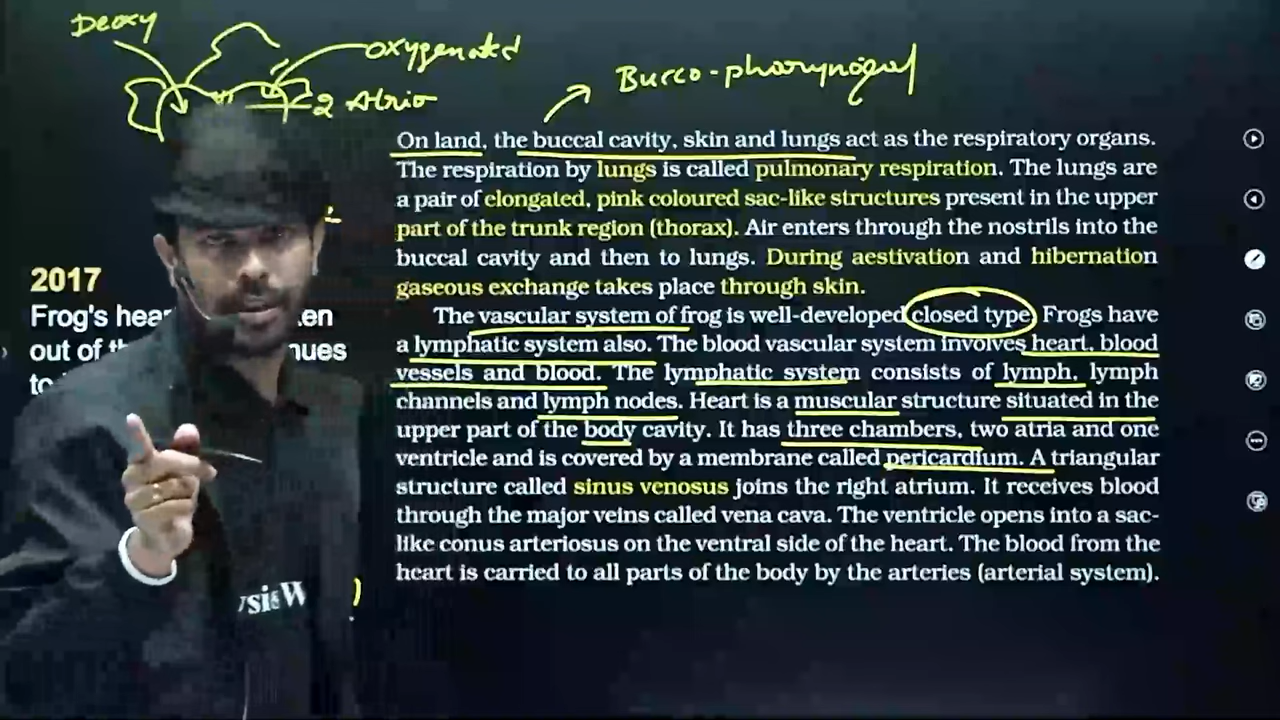 Deoxy
oxygenated
Bucco-pharyngeal
2 Atria
On land, the buccal cavity, skin and lungs act as the respiratory organs.
The respiration by lungs is called pulmonary respiration. The lungs are
a pair of elongated, pink coloured sac-like structures present in the upper
part of the trunk region (thorax). Air enters through the nostrils into the
buccal cavity and then to lungs. During aestivation and hibernation
gaseous exchange takes place through skin.
The vascular system of frog is well-developed closed type. Frogs have
a lymphatic system also. The blood vascular system involves heart, blood
vessels and blood. The lymphatic system consists of lymph, lymph
channels and lymph nodes. Heart is a muscular structure situated in the
upper part of the body cavity. It has three chambers, two atria and one
ventricle and is covered by a membrane called pericardium. A triangular
structure called sinus venosus joins the right atrium. It receives blood
through the major veins called vena cava. The ventricle opens into a sac-
like conus arteriosus on the ventral side of the heart. The blood from the
heart is carried to all parts of the body by the arteries (arterial system).
2017
Frog's
out of